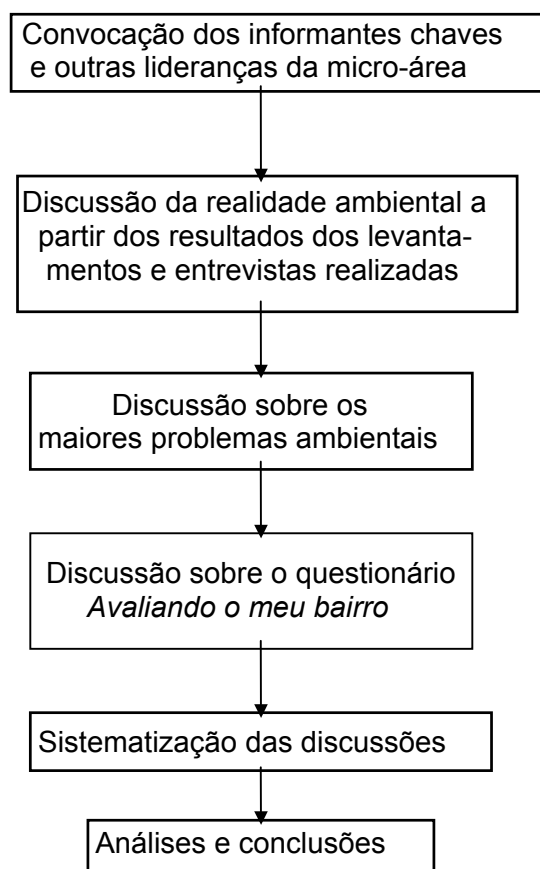 Convocação dos informantes chaves
e outras lideranças da micro-área
Discussão da realidade ambiental a
partir dos resultados dos levanta-
mentos e entrevistas realizadas
Discussão sobre os
maiores problemas ambientais
Discussão sobre o questionário
Avaliando o meu bairro
Sistematização das discussões
Análises e conclusões